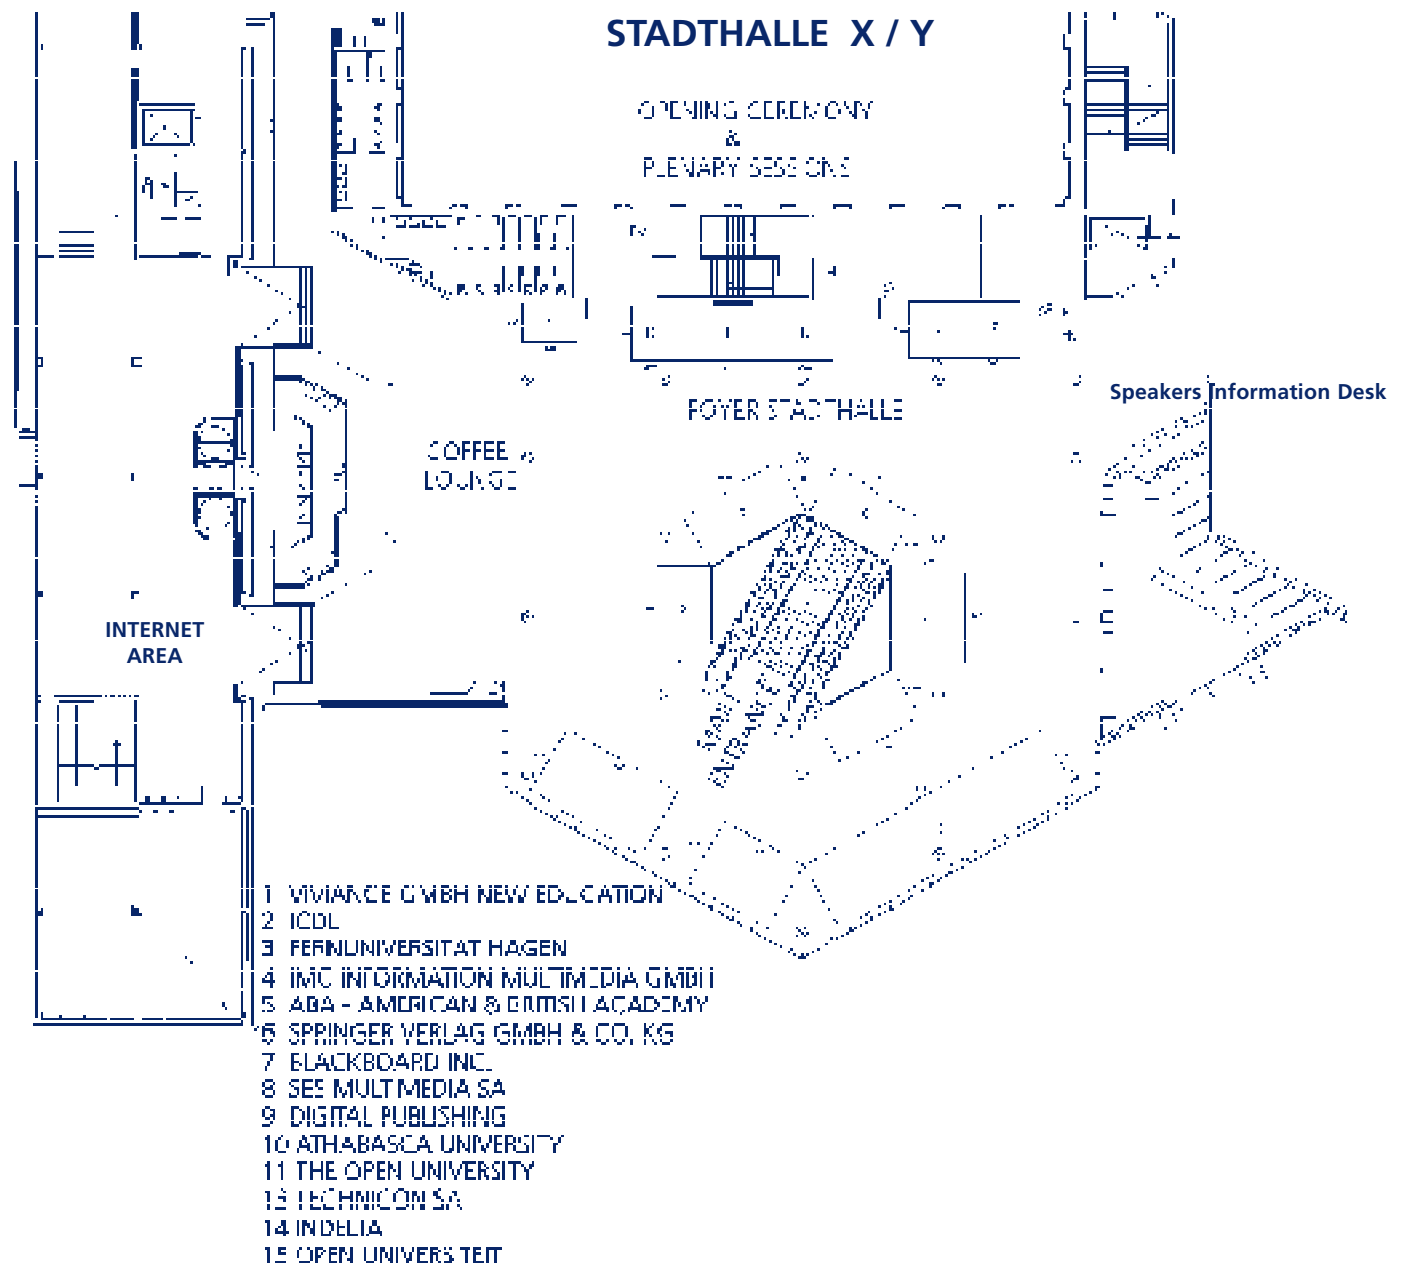 STADTHALLE X / Y
OPENING CEREMONY
&
PLENARY SESSIONS
Speakers Information Desk
FOYER STADTHALLE
COFFEE
LOUNGE
INTERNET
AREA
ENTRANCE
1 VIVIANCE GMBH NEW EDUCATION
2 ICDL
3 FERNUNIVERSITAT HAGEN
4 IMC INFORMATION MULTIMEDIA GMBH
5 ABA - AMERICAN & BRITISH ACADEMY
6 SPRINGER VERLAG GMBH & CO. KG
7 BLACKBOARD INC.
8 SES MULTIMEDIA SA
9 DIGITAL PUBLISHING
10 ATHABASCA UNIVERSITY
11 THE OPEN UNIVERSITY
13 TECHNICON SA
14 INDELTA
15 OPEN UNIVERSITEIT